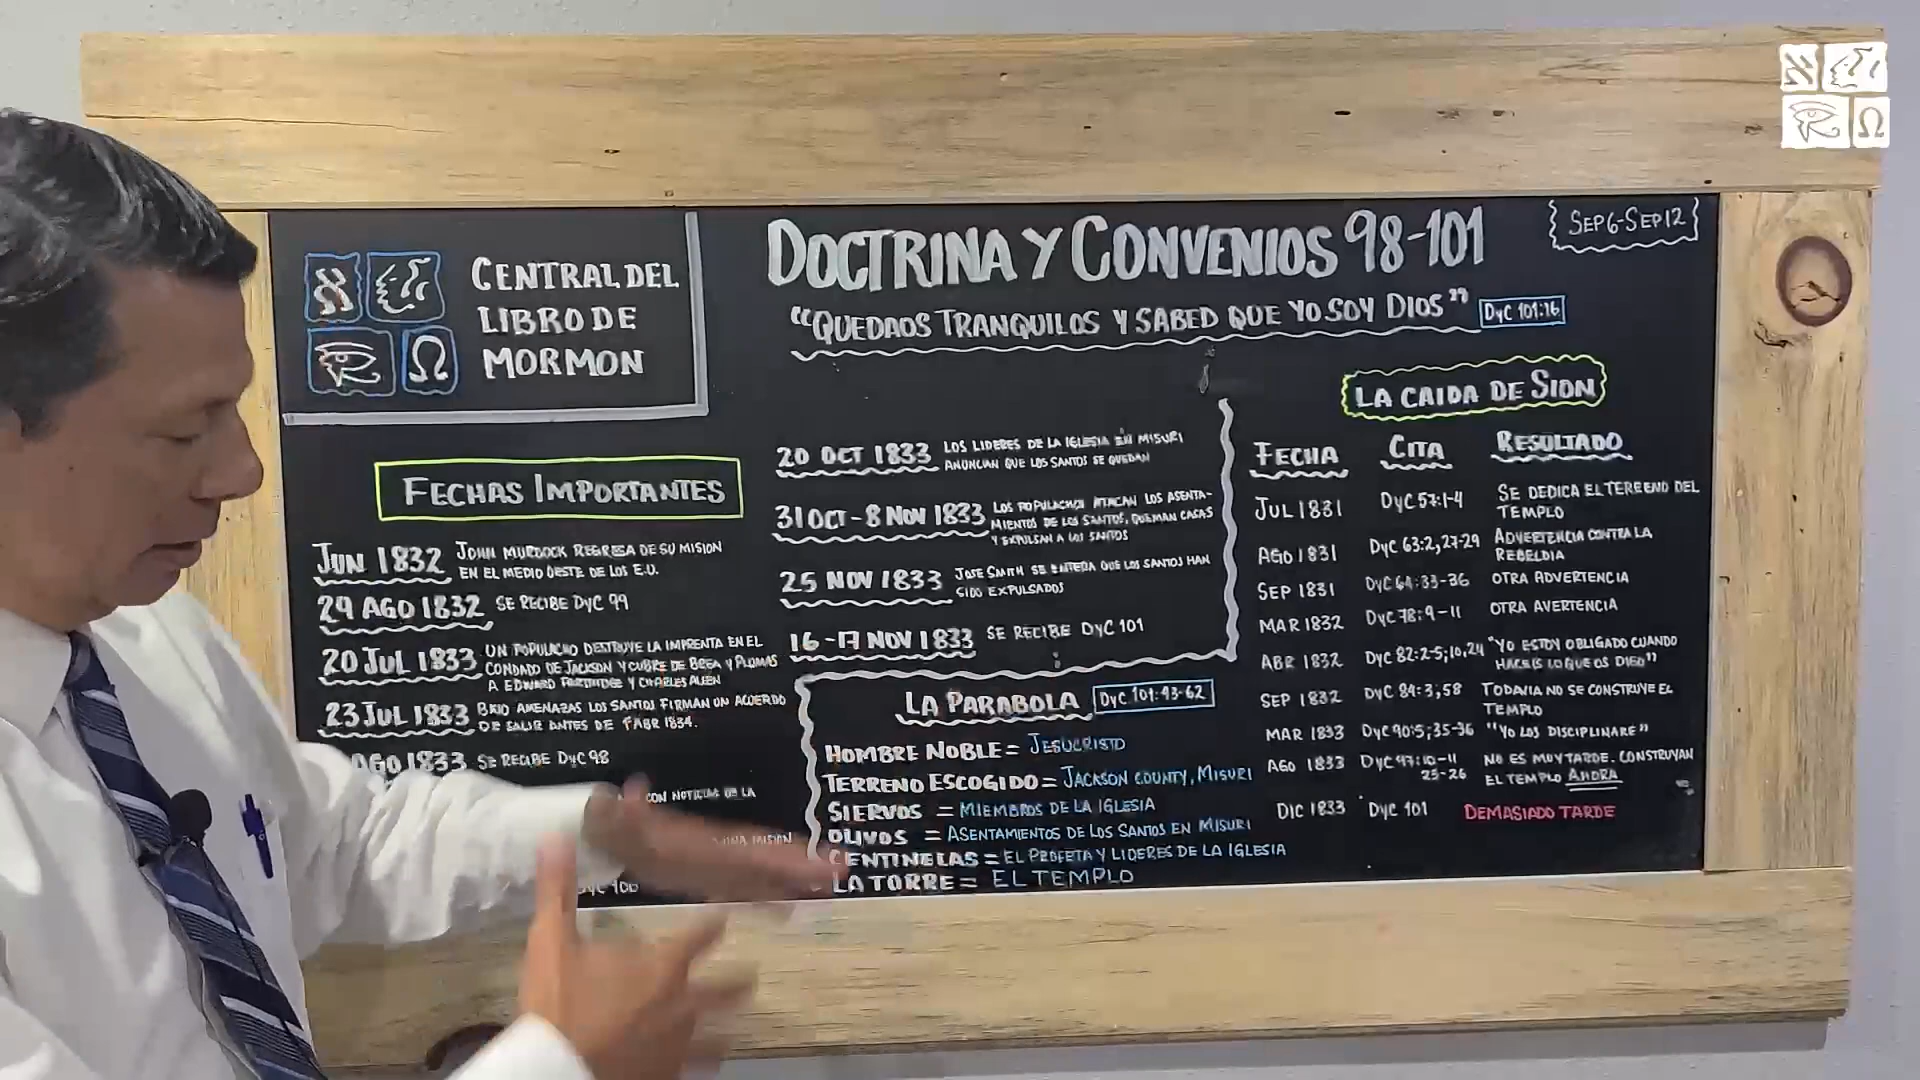 CENTRAL DEL
LIBRO DE
MORMON
DOCTRINA Y CONVENIOS 98-101
SEP6-SEP12
“QUEDAOS TRANQUILOS Y SABED QUE YO SOY DIOS” DyC 101:16
FECHAS IMPORTANTES
JUN 1832 JOHN MURDOCK REGRESA DE SU MISION
EN EL MEDIO OESTE DE LOS E.U.
29 AGO 1832 SE RECIBE DyC 99
20 JUL 1833 UN POPULACHO DESTRUYE LA IMPRENTA EN EL
CONDADO DE JACKSON Y CUBRE DE BREA Y PLUMAS
A EDWARD PARTRIDGE Y CHARLES ALLEN
23 JUL 1833 BAJO AMENAZAS LOS SANTOS FIRMAN UN ACUERDO
DE SALIR ANTES DE 1°ABR 1834.
AGO 1833 SE RECIBE DyC 98
CON NOTICIAS DE LA
UNA MISION
DyC 100
20 OCT 1833 LOS LIDERES DE LA IGLESIA EN MISURI
ANUNCIAN QUE LOS SANTOS SE QUEDAN
31 OCT - 8 NOV 1833 LOS POPULACHOS ATACAN LOS ASENTA-
MIENTOS DE LOS SANTOS, QUEMAN CASAS
Y EXPULSAN A LOS SANTOS
25 NOV 1833 JOSE SMITH SE ENTERA QUE LOS SANTOS HAN
SIDO EXPULSADOS
16-17 NOV 1833 SE RECIBE DyC 101
LA PARABOLA DyC 101:43-62
HOMBRE NOBLE = JESUCRISTO
TERRENO ESCOGIDO = JACKSON COUNTY, MISURI
SIERVOS = MIEMBROS DE LA IGLESIA
OLIVOS = ASENTAMIENTOS DE LOS SANTOS EN MISURI
CENTINELAS = EL PROFETA Y LIDERES DE LA IGLESIA
LA TORRE = EL TEMPLO
LA CAIDA DE SION
FECHA CITA RESULTADO
JUL 1831 DyC 57:1-4 SE DEDICA EL TERRENO DEL
TEMPLO
AGO 1831 DyC 63:2,27-29 ADVERTENCIA CONTRA LA
REBELDIA
SEP 1831 DyC 64:33-36 OTRA ADVERTENCIA
MAR 1832 DyC 78:9-11 OTRA AVERTENCIA
ABR 1832 DyC 82:2-5;10,24 "YO ESTOY OBLIGADO CUANDO
HACEIS LO QUE OS DIGO"
SEP 1832 DyC 84:3;58 TODAVIA NO SE CONSTRUYE EL
TEMPLO
MAR 1833 DyC 90:5;35-36 "YO LOS DISCIPLINARE"
AGO 1833 DyC 97:10-11 NO ES MUY TARDE. CONSTRUYAN
25-26 EL TEMPLO AHORA
DIC 1833 DyC 101 DEMASIADO TARDE